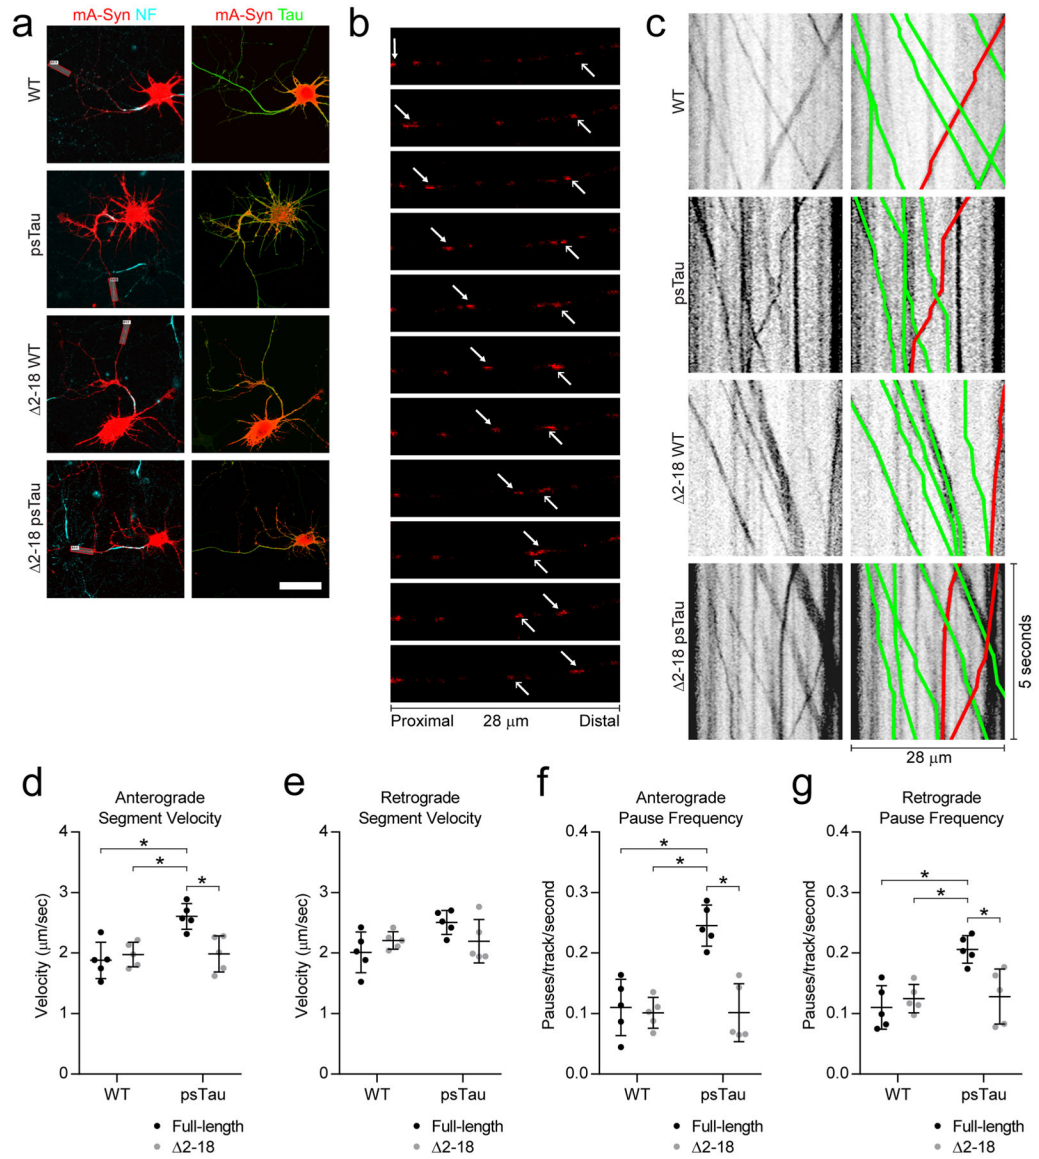 a
mA-Syn NF
mA-Syn Tau
WT
psTau
Δ2-18 WT
Δ2-18 psTau
b
Proximal
28 μm
Distal
c
WT
psTau
Δ2-18 WT
Δ2-18 psTau
5 seconds
28 μm
d
Anterograde
Segment Velocity
Velocity (μm/sec)
4
3
2
1
0
*
*
*
WT
psTau
Full-length
Δ2-18
e
Retrograde
Segment Velocity
Velocity (μm/sec)
4
3
2
1
0
WT
psTau
Full-length
Δ2-18
f
Anterograde
Pause Frequency
Pauses/track/second
0.4
0.3
0.2
0.1
0.0
*
*
*
WT
psTau
Full-length
Δ2-18
g
Retrograde
Pause Frequency
Pauses/track/second
0.4
0.3
0.2
0.1
0.0
*
*
*
WT
psTau
Full-length
Δ2-18